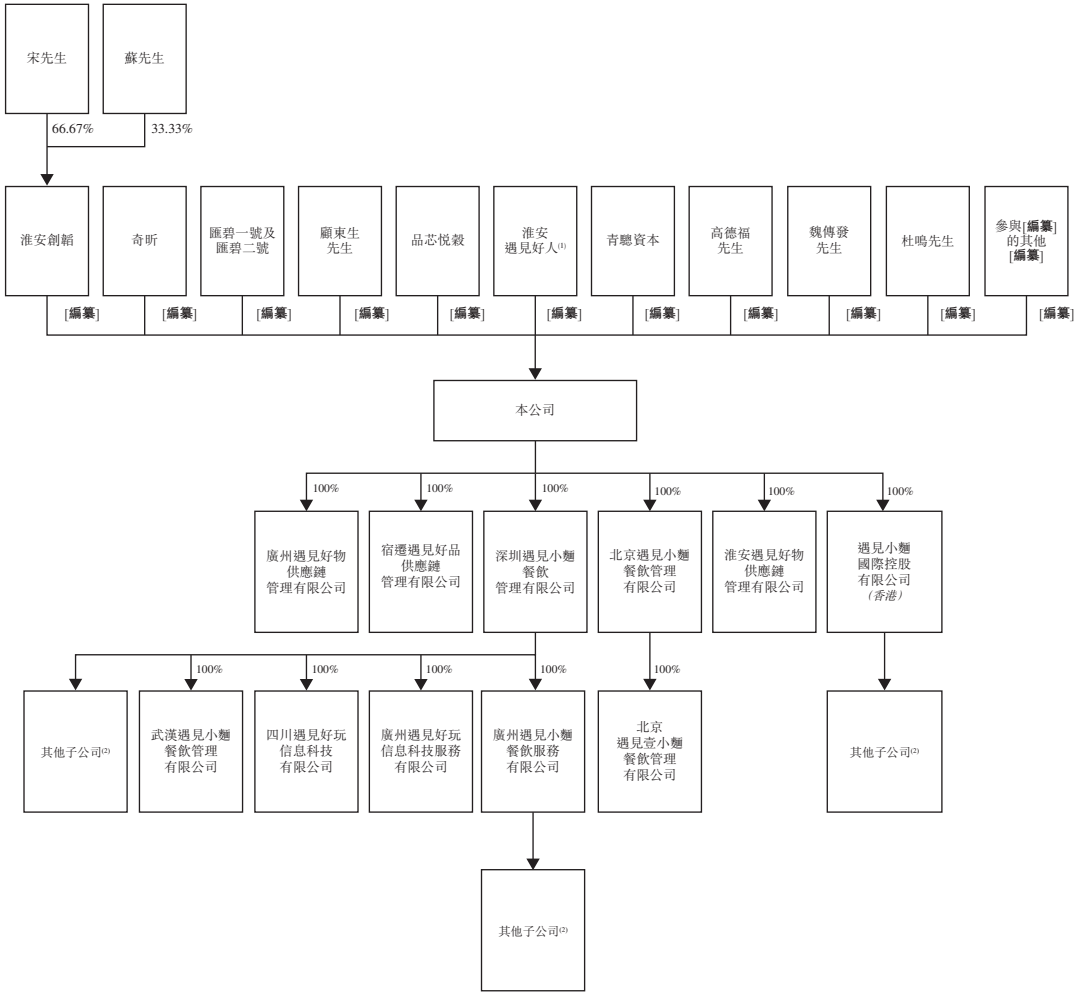 宋先生
蘇先生
66.67%
33.33%
淮安創韬
奇昕
匯碧一號及
匯碧二號
顧東生
先生
品芯悦穀
淮安
遇見好人(1)
青驄資本
高德福
先生
魏傳發
先生
杜鳴先生
參與[編纂]
的其他
[編纂]
[編纂]
[編纂]
[編纂]
[編纂]
[編纂]
[編纂]
[編纂]
[編纂]
[編纂]
[編纂]
[編纂]
本公司
100%
100%
100%
100%
100%
100%
廣州遇見好物
供應鏈
管理有限公司
宿遷遇見好品
供應鏈
管理有限公司
深圳遇見小麵
餐飲
管理有限公司
北京遇見小麵
餐飲管理
有限公司
淮安遇見好物
供應鏈
管理有限公司
遇見小麵
國際控股
有限公司
(香港)
100%
100%
100%
100%
100%
其他子公司(2)
武漢遇見小麵
餐飲管理
有限公司
四川遇見好玩
信息科技
有限公司
廣州遇見好玩
信息科技服務
有限公司
廣州遇見小麵
餐飲服務
有限公司
北京
遇見壹小麵
餐飲管理
有限公司
其他子公司(2)
其他子公司(2)